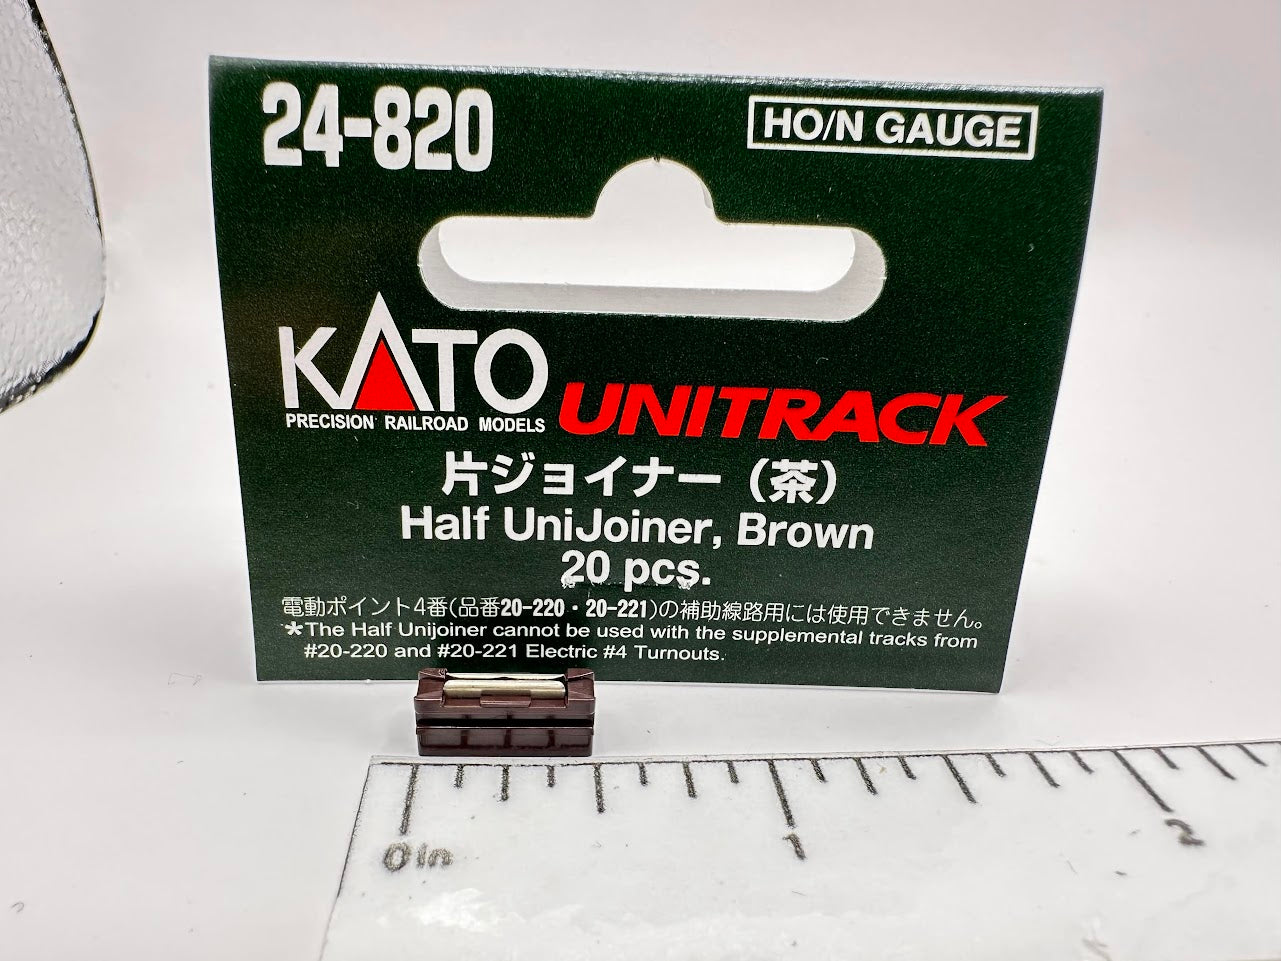 24-820
HO/N GAUGE
KATO
PRECISION RAILROAD MODELS
UNITRACK
片ジョイナー（茶）
Half UniJoiner, Brown
20 pcs.
電動ポイント4番(品番20-220・20-221)の補助線路用には使用できません。
*The Half Unijoiner cannot be used with the supplemental tracks from
#20-220 and #20-221 Electric #4 Turnouts.
0in 1 2